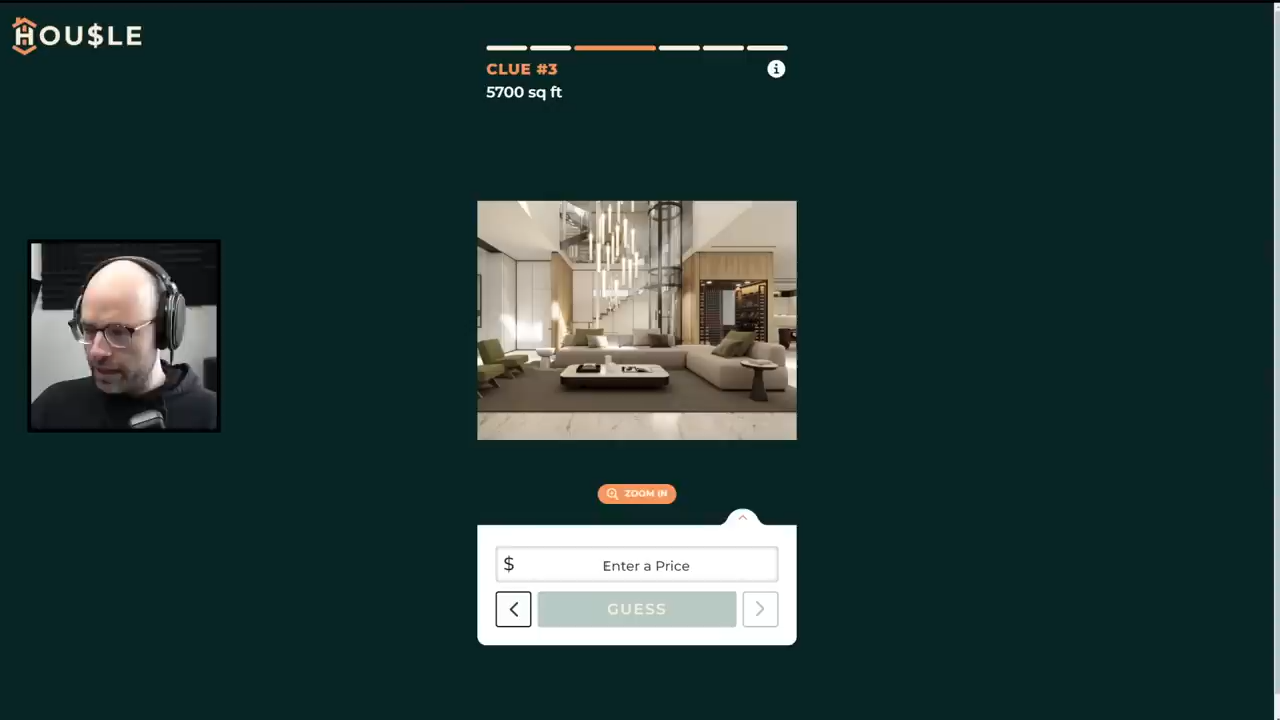 HOU$LE
CLUE #3
5700 sq ft
ZOOM IN
$ Enter a Price
GUESS